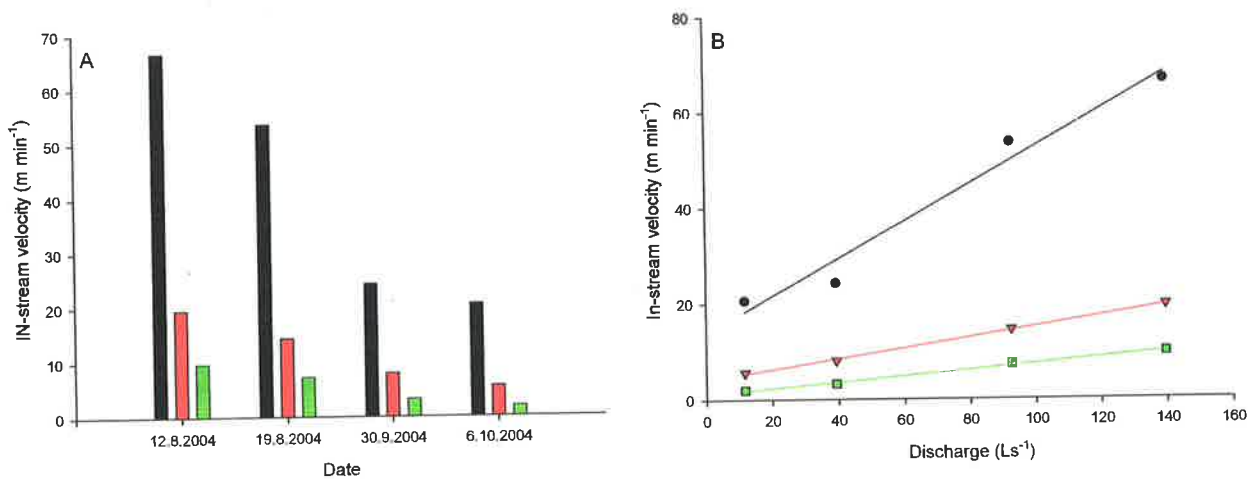 A
IN-stream velocity (m min-1)
70
60
50
40
30
20
10
0
12.8.2004 19.8.2004 30.9.2004 6.10.2004
Date
B
In-stream velocity (m min-1)
80
60
40
20
0
0 20 40 60 80 100 120 140 160
Discharge (Ls-1)